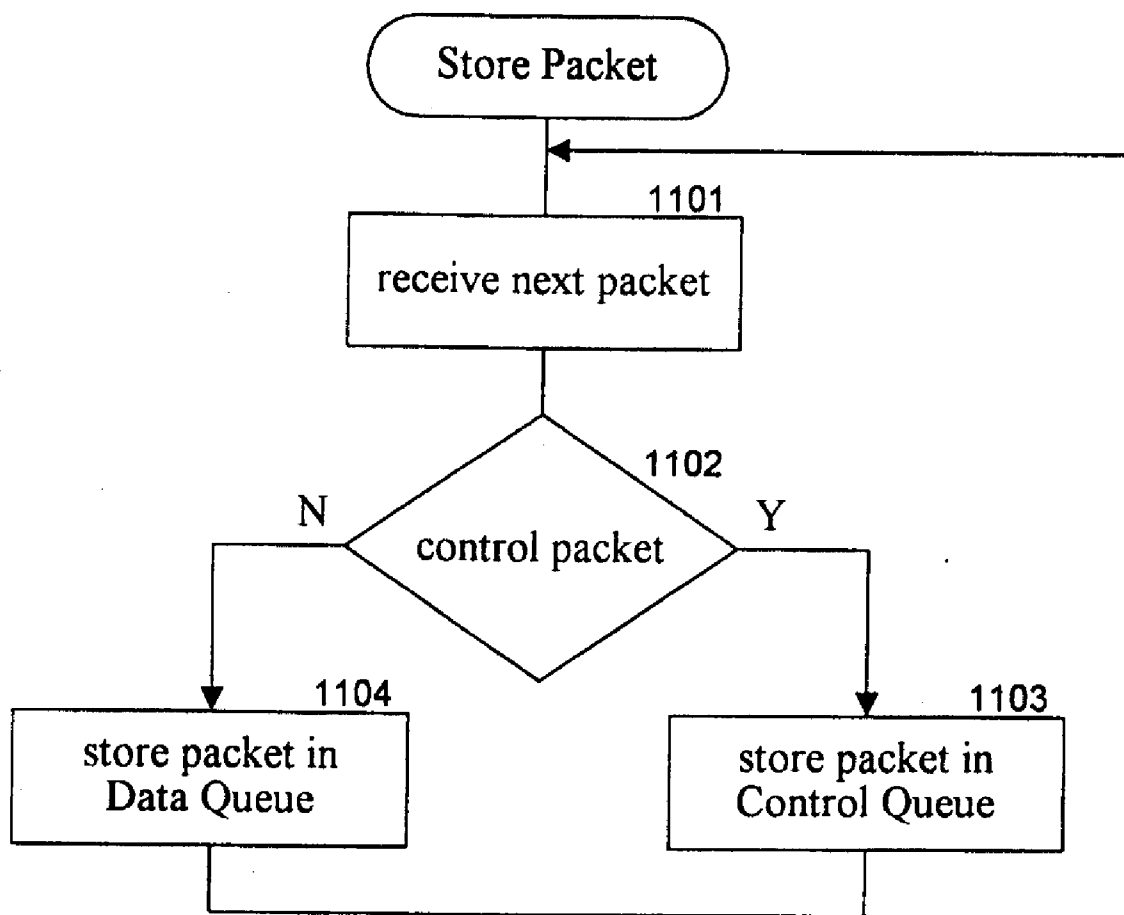 Store Packet
1101
receive next packet
1102
N
Y
control packet
1104
store packet in
Data Queue
1103
store packet in
Control Queue